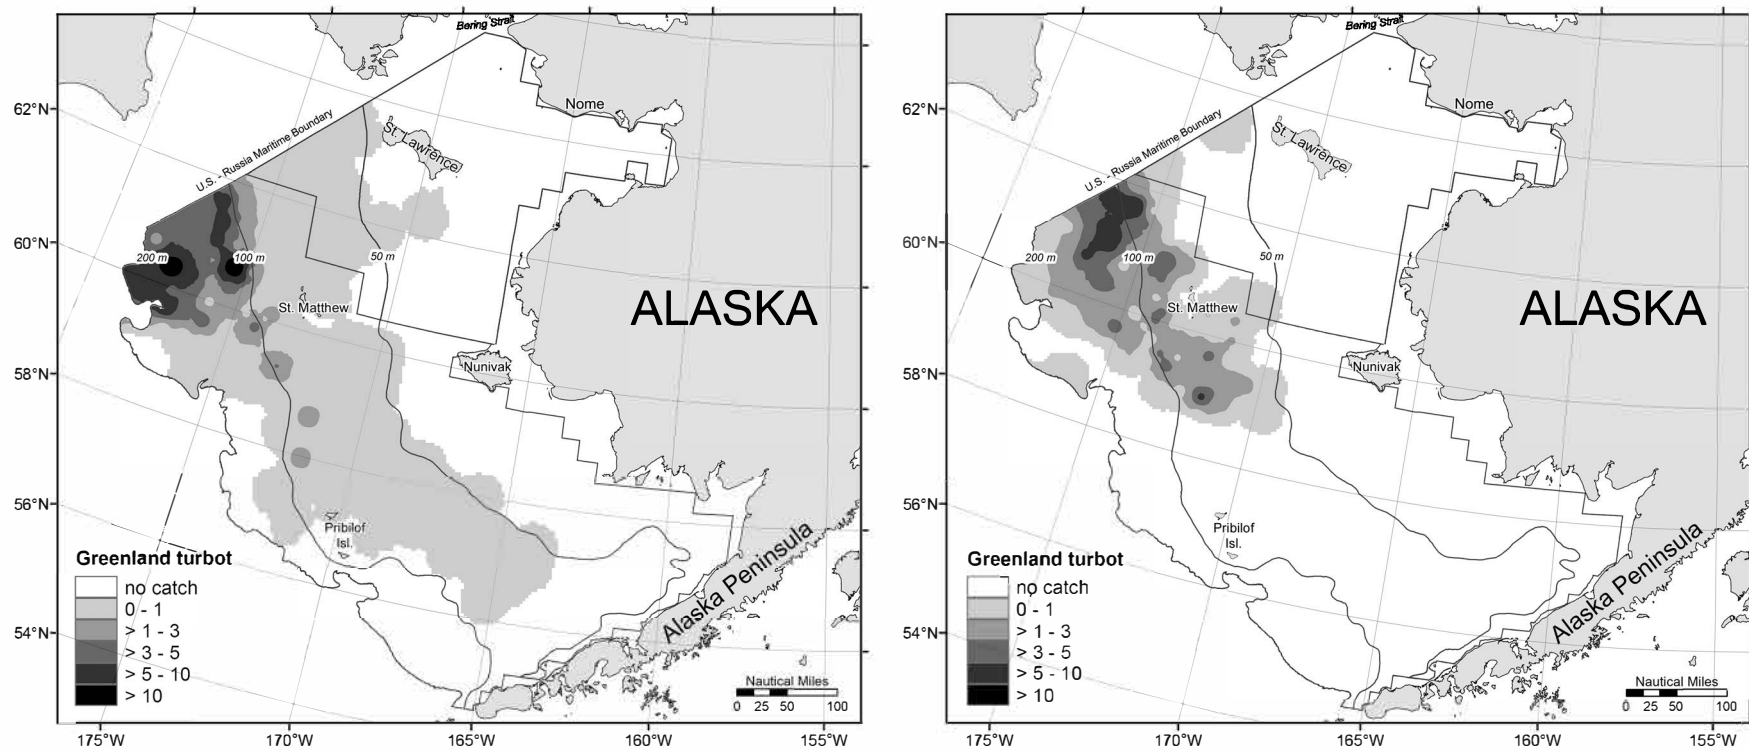 Bering Strait
62°N
Nome
U.S. - Russia Maritime Boundary
St. Lawrence
60°N
200 m
100 m
50 m
St. Matthew
ALASKA
58°N
Nunivak
56°N
Pribilof
Isl.
Alaska Peninsula
Greenland turbot
no catch
0 - 1
> 1 - 3
> 3 - 5
> 5 - 10
> 10
54°N
Nautical Miles
0 25 50 100
175°W 170°W 165°W 160°W 155°W
Bering Strait
62°N
Nome
U.S. - Russia Maritime Boundary
St. Lawrence
60°N
200 m
100 m
50 m
St. Matthew
ALASKA
58°N
Nunivak
56°N
Pribilof
Isl.
Alaska Peninsula
Greenland turbot
no catch
0 - 1
> 1 - 3
> 3 - 5
> 5 - 10
> 10
54°N
Nautical Miles
0 25 50 100
175°W 170°W 165°W 160°W 155°W